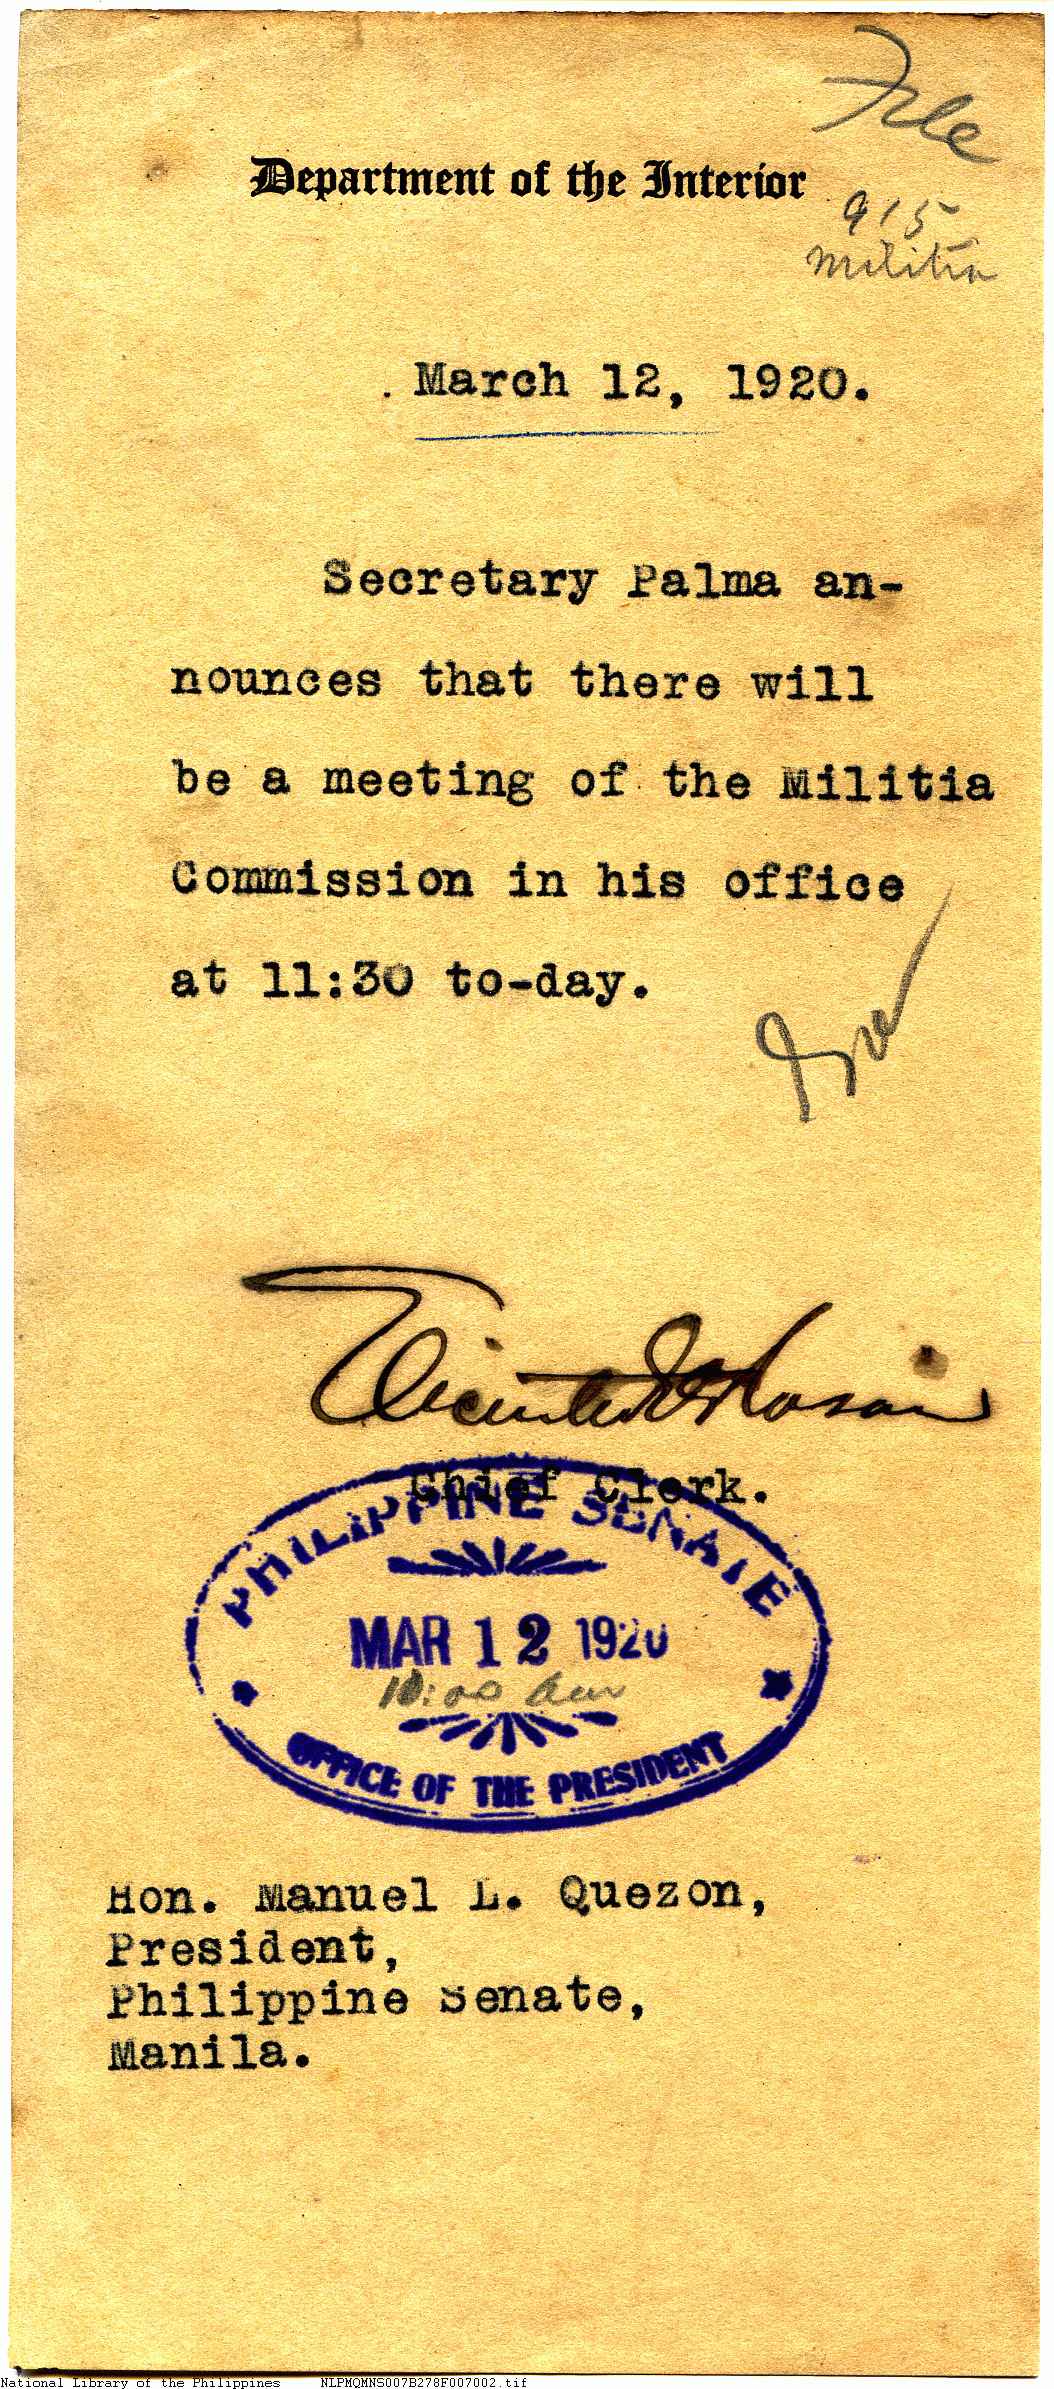 File
Department of the Interior
915
Militia
March 12, 1920.
Secretary Palma an-
nounces that there will
be a meeting of the Militia
Commission in his office
at 11:30 to-day.
Chief Clerk.
PHILIPPINE SENATE
MAR 12 1920
10:00 am
OFFICE OF THE PRESIDENT
Hon. Manuel L. Quezon,
President,
Philippine Senate,
Manila.
National Library of the Philippines NLPMQMNS007B278F007002.tif